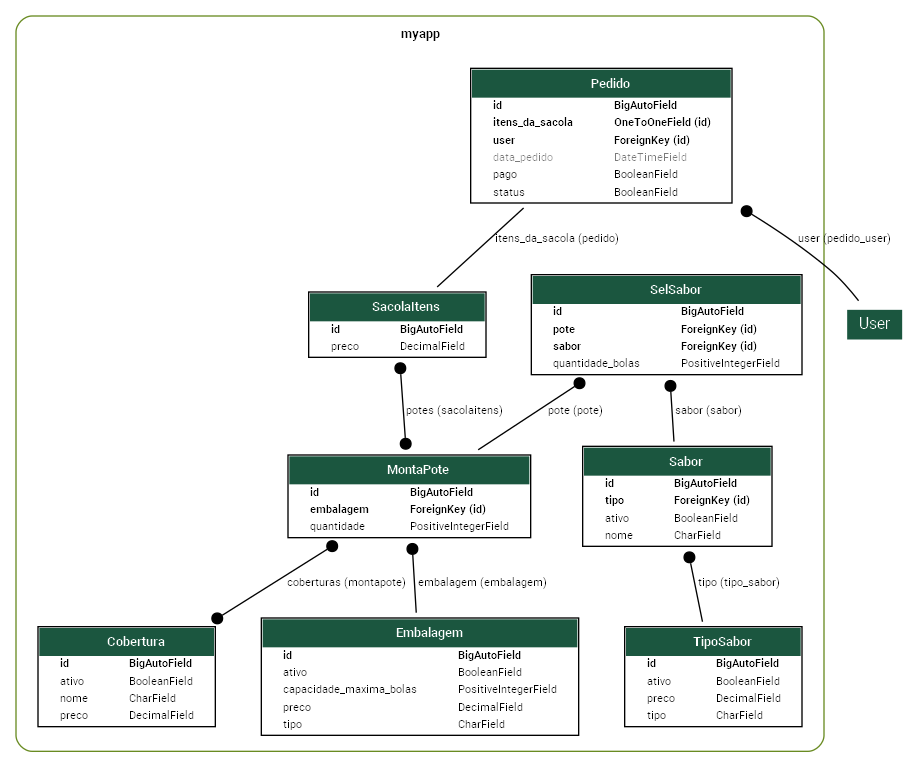 myapp
Pedido
id BigAutoField
itens_da_sacola OneToOneField (id)
user ForeignKey (id)
data_pedido DateTimeField
pago BooleanField
status BooleanField
itens_da_sacola (pedido)
user (pedido_user)
User
SacolaItens
id BigAutoField
preco DecimalField
SelSabor
id BigAutoField
pote ForeignKey (id)
sabor ForeignKey (id)
quantidade_bolas PositiveIntegerField
potes (sacolaitens)
pote (pote)
sabor (sabor)
MontaPote
id BigAutoField
embalagem ForeignKey (id)
quantidade PositiveIntegerField
Sabor
id BigAutoField
tipo ForeignKey (id)
ativo BooleanField
nome CharField
coberturas (montapote)
embalagem (embalagem)
tipo (tipo_sabor)
Cobertura
id BigAutoField
ativo BooleanField
nome CharField
preco DecimalField
Embalagem
id BigAutoField
ativo BooleanField
capacidade_maxima_bolas PositiveIntegerField
preco DecimalField
tipo CharField
TipoSabor
id BigAutoField
ativo BooleanField
preco DecimalField
tipo CharField